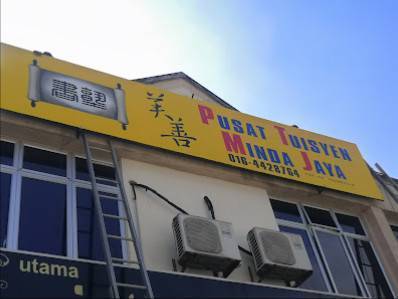 書藝
美善
PUSAT TUISYEN
MINDA JAYA
016-4428764
utama